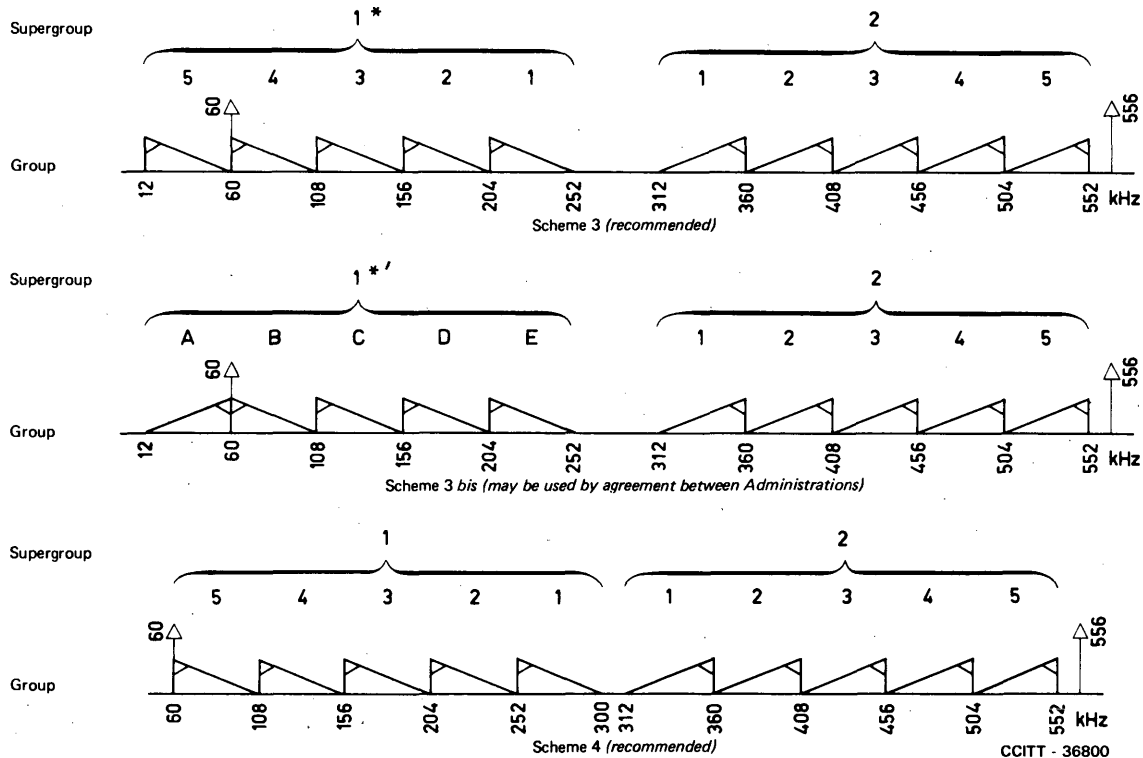 Supergroup 1 * 2
5 4 3 2 1 1 2 3 4 5
60 556
Group
12 60 108 156 204 252 312 360 408 456 504 552 kHz
Scheme 3 (recommended)
Supergroup 1 *′ 2
A B C D E 1 2 3 4 5
60 556
Group
12 60 108 156 204 252 312 360 408 456 504 552 kHz
Scheme 3 bis (may be used by agreement between Administrations)
Supergroup 1 2
5 4 3 2 1 1 2 3 4 5
60 556
Group
60 108 156 204 252 300 312 360 408 456 504 552 kHz
Scheme 4 (recommended)
CCITT - 36800